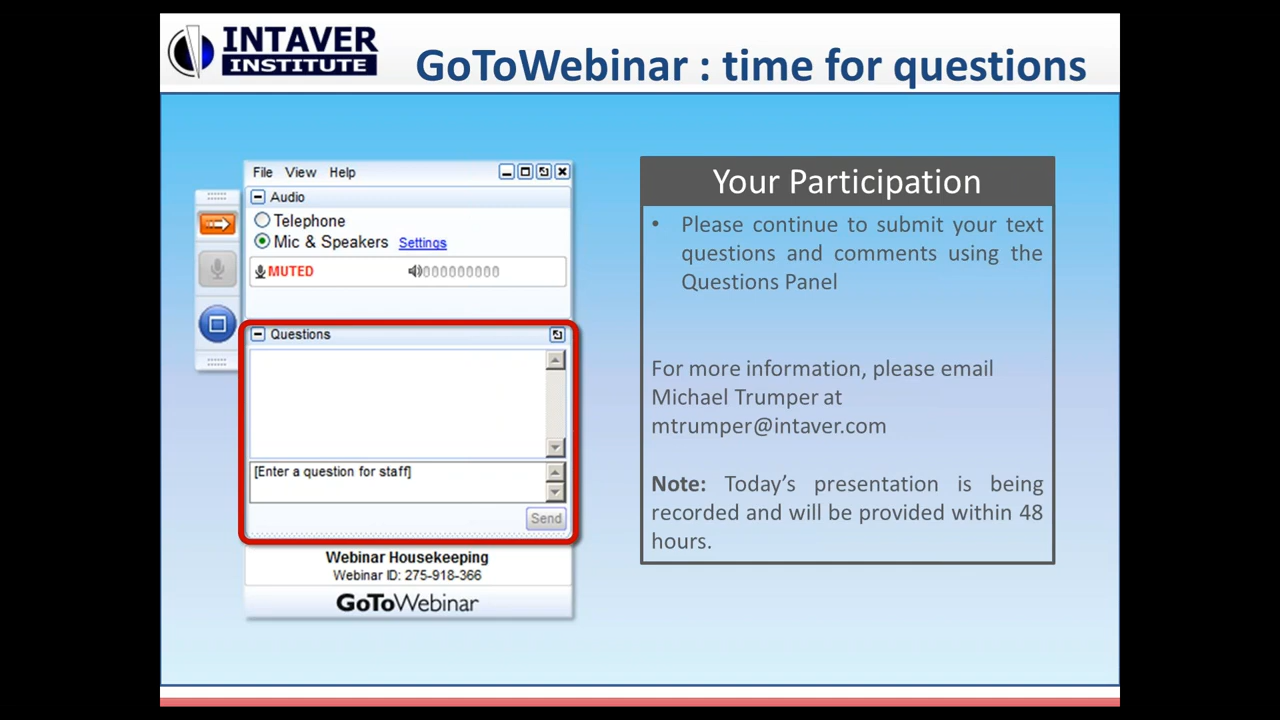 INTAVER
INSTITUTE
GoToWebinar : time for questions
File View Help
Audio
Telephone
Mic & Speakers Settings
MUTED
000000000
Questions
[Enter a question for staff]
Send
Webinar Housekeeping
Webinar ID: 275-918-366
GoToWebinar
Your Participation
• Please continue to submit your text
questions and comments using the
Questions Panel
For more information, please email
Michael Trumper at
mtrumper@intaver.com
Note: Today’s presentation is being
recorded and will be provided within 48
hours.